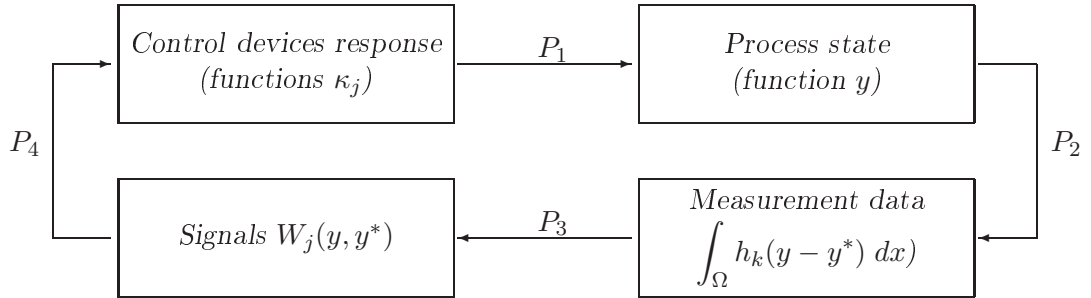 Control devices response
(functions κ_j)
P_1
Process state
(function y)
P_4
P_2
Signals W_j(y, y*)
P_3
Measurement data
∫_Ω h_k(y − y*) dx)